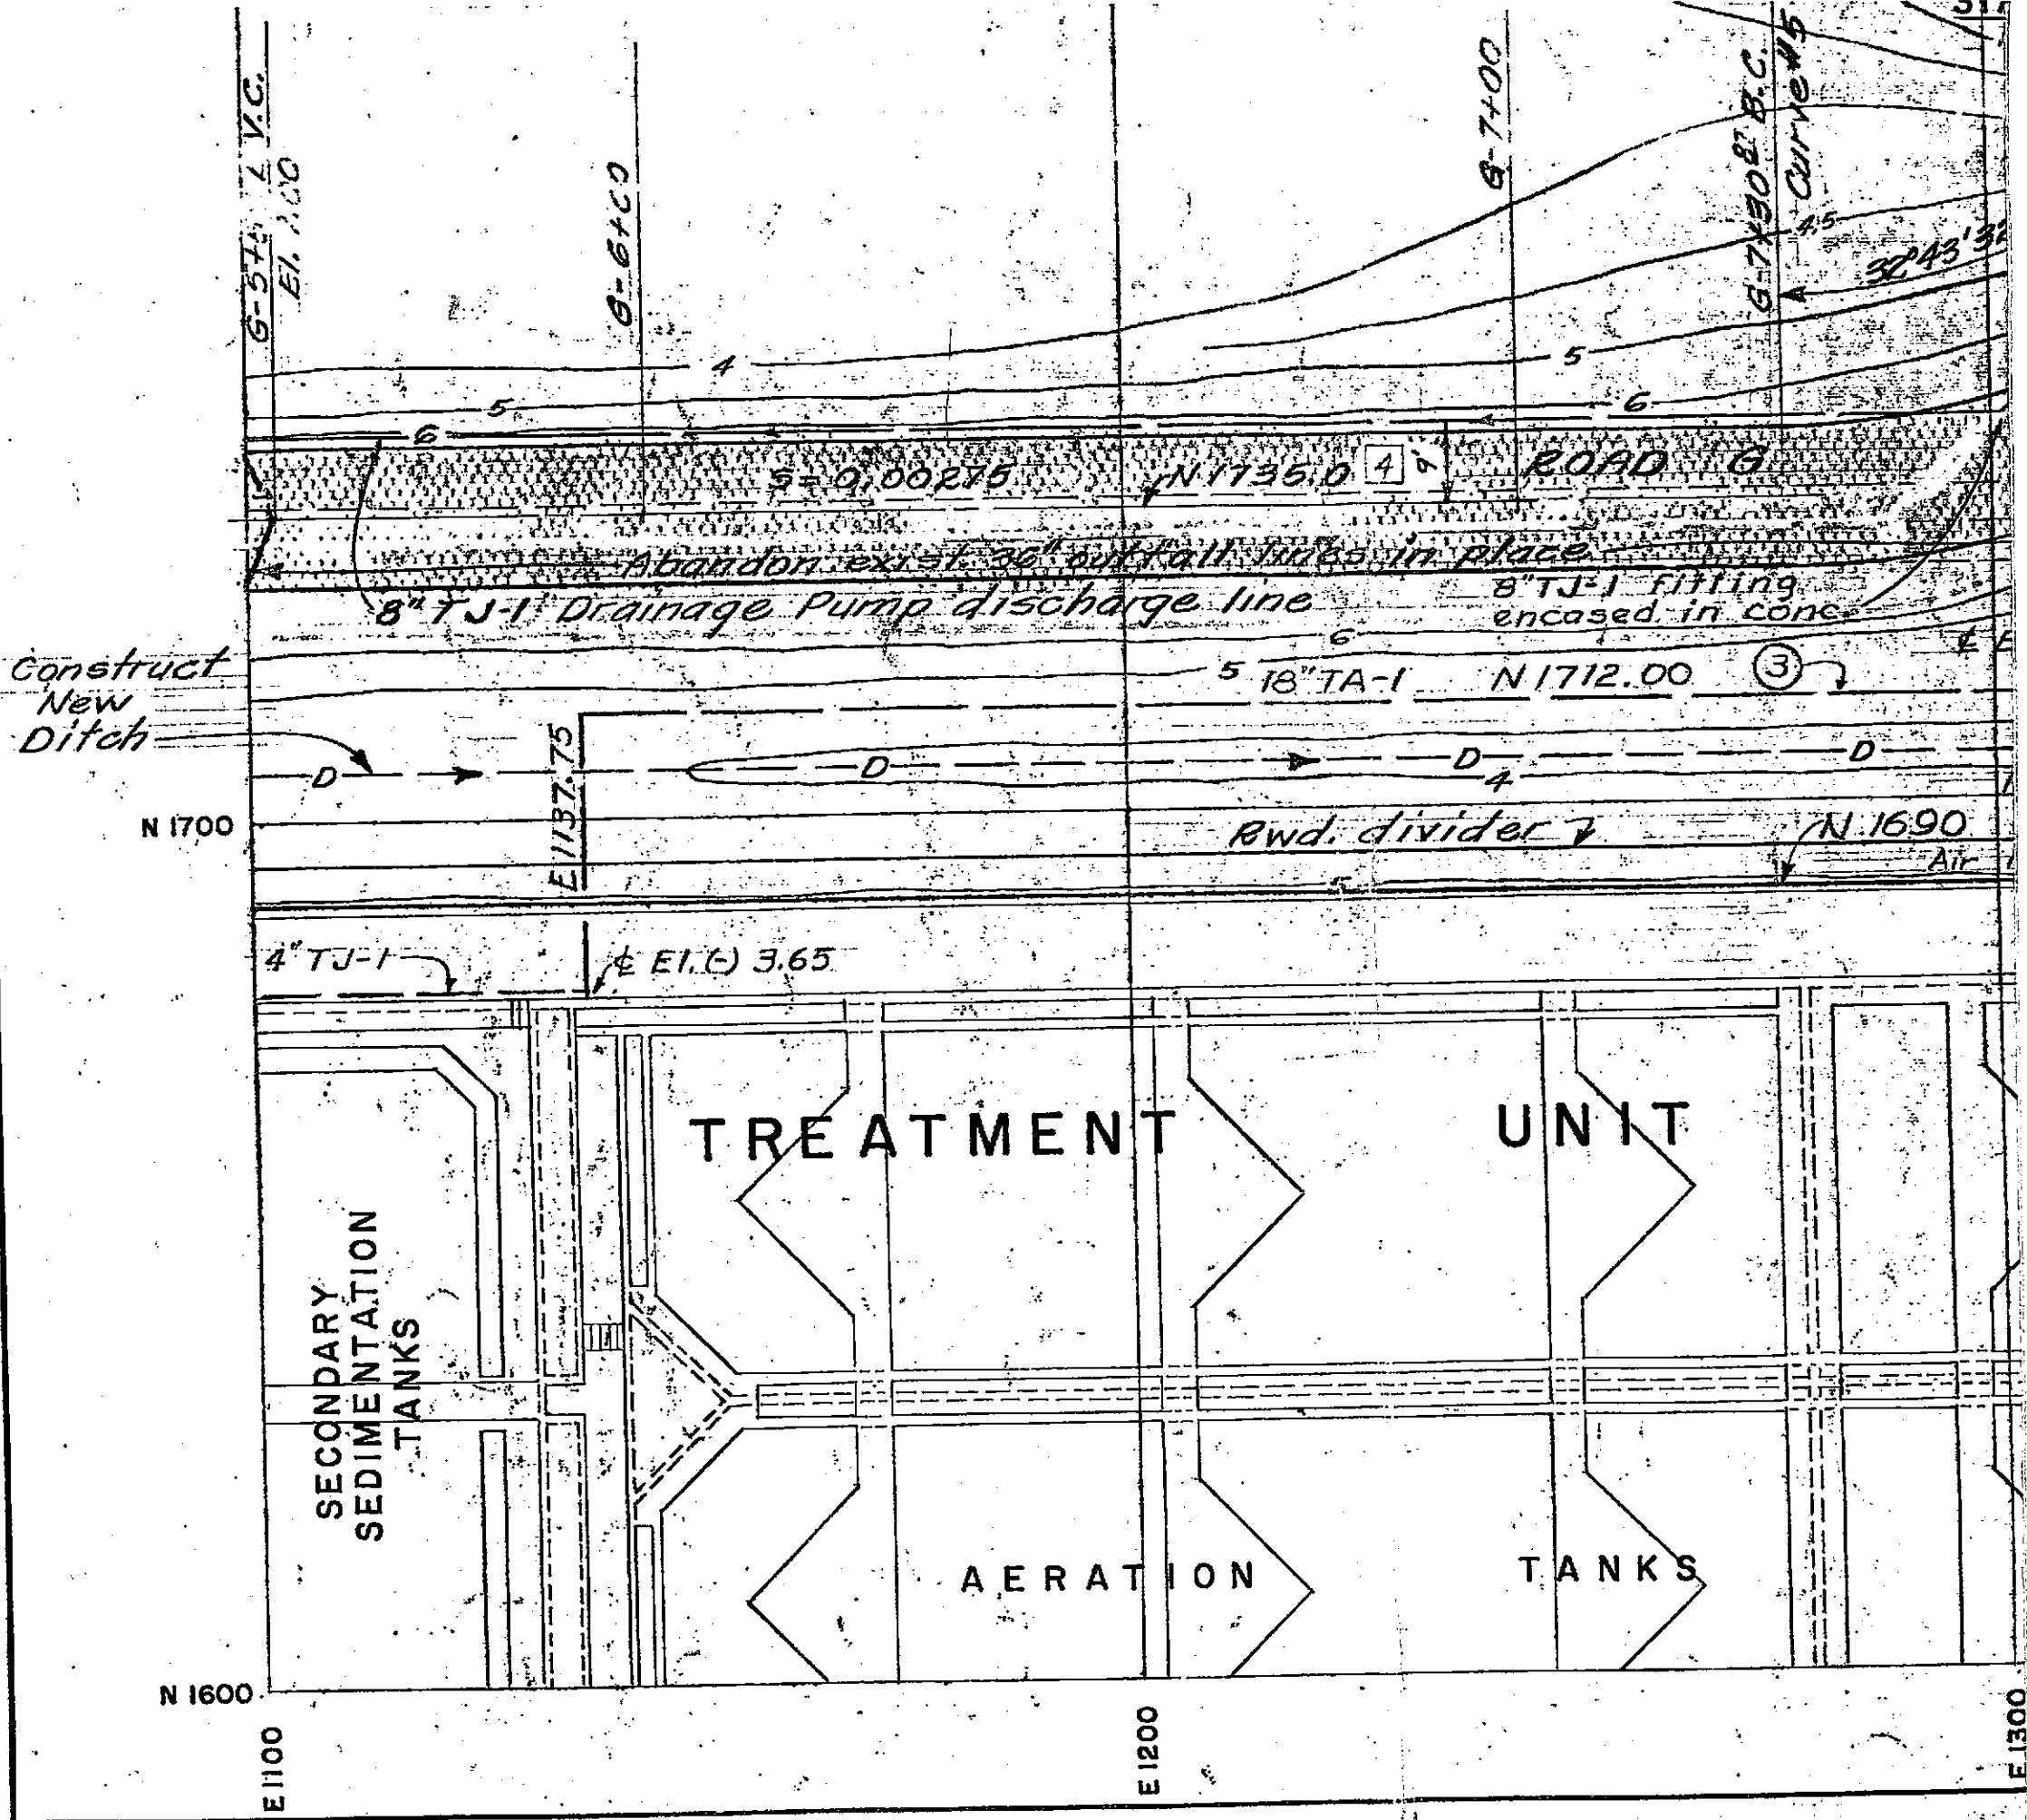 V.C.
G-6+00
G-7+00
G-7+30.87 B.C.
Curve #5
4.5
32°43'32
4
5
5
6
6
S=0.00275
N 1735.0
4
9'
ROAD G
Abandon exist. 36" outfall lines in place
8" TJ-1 Drainage Pump discharge line
8" TJ-1 fitting
encased in conc.
6
5
18" TA-1
N 1712.00
3
Construct
New
Ditch
D
D
D
D
4
E 1137.75
N 1700
Rwd. divider
N 1690
Air
5
4" TJ-1
℄ El. (-) 3.65
TREATMENT UNIT
SECONDARY
SEDIMENTATION
TANKS
AERATION TANKS
N 1600
E 1100
E 1200
E 1300